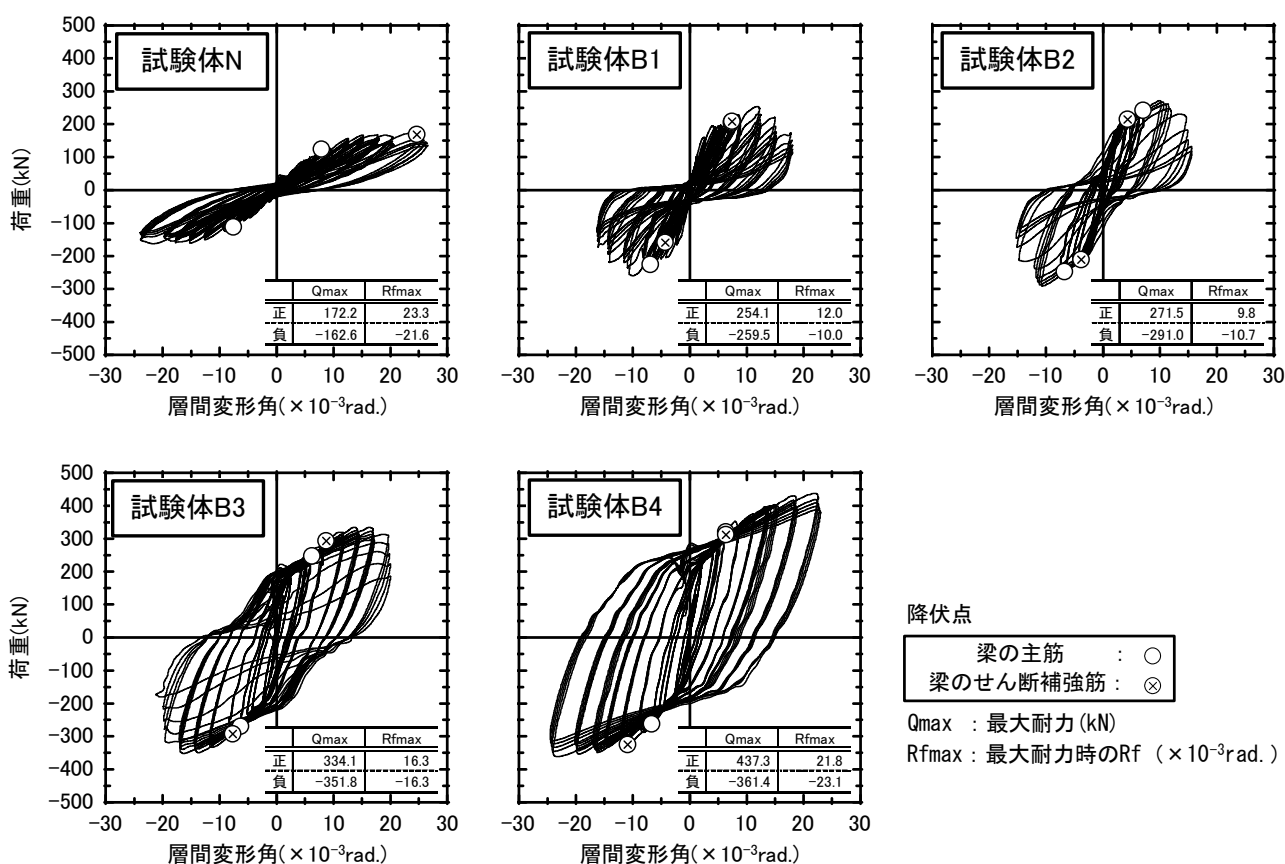 試験体N
500
400
300
200
100
0
-100
-200
-300
-400
-500
荷重(kN)
Qmax Rfmax
正 172.2 23.3
負 -162.6 -21.6
-30 -20 -10 0 10 20 30
層間変形角(×10⁻³rad.)
試験体B1
Qmax Rfmax
正 254.1 12.0
負 -259.5 -10.0
-30 -20 -10 0 10 20 30
層間変形角(×10⁻³rad.)
試験体B2
Qmax Rfmax
正 271.5 9.8
負 -291.0 -10.7
-30 -20 -10 0 10 20 30
層間変形角(×10⁻³rad.)
試験体B3
500
400
300
200
100
0
-100
-200
-300
-400
-500
荷重(kN)
Qmax Rfmax
正 334.1 16.3
負 -351.8 -16.3
-30 -20 -10 0 10 20 30
層間変形角(×10⁻³rad.)
試験体B4
Qmax Rfmax
正 437.3 21.8
負 -361.4 -23.1
-30 -20 -10 0 10 20 30
層間変形角(×10⁻³rad.)
降伏点
梁の主筋 : ○
梁のせん断補強筋 : ⊗
Qmax : 最大耐力(kN)
Rfmax : 最大耐力時のRf (×10⁻³rad.)